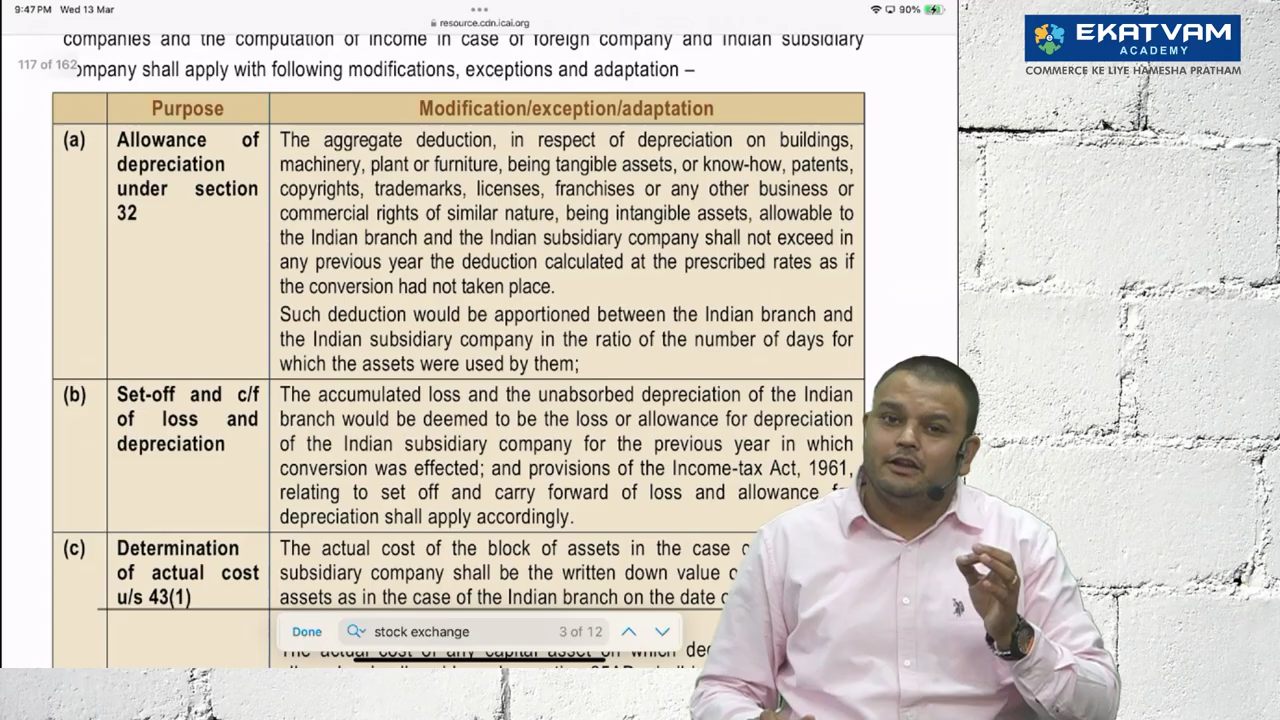 9:47 PM Wed 13 Mar
90%
resource.cdn.icai.org
EKATVAM
ACADEMY
COMMERCE KE LIYE HAMESHA PRATHAM
companies and the computation of income in case of foreign company and Indian subsidiary
117 of 162
company shall apply with following modifications, exceptions and adaptation –
Purpose Modification/exception/adaptation
(a) Allowance of depreciation under section 32
The aggregate deduction, in respect of depreciation on buildings,
machinery, plant or furniture, being tangible assets, or know-how, patents,
copyrights, trademarks, licenses, franchises or any other business or
commercial rights of similar nature, being intangible assets, allowable to
the Indian branch and the Indian subsidiary company shall not exceed in
any previous year the deduction calculated at the prescribed rates as if
the conversion had not taken place.
Such deduction would be apportioned between the Indian branch and
the Indian subsidiary company in the ratio of the number of days for
which the assets were used by them;
(b) Set-off and c/f of loss and depreciation
The accumulated loss and the unabsorbed depreciation of the Indian
branch would be deemed to be the loss or allowance for depreciation
of the Indian subsidiary company for the previous year in which
conversion was effected; and provisions of the Income-tax Act, 1961,
relating to set off and carry forward of loss and allowance
depreciation shall apply accordingly.
(c) Determination of actual cost u/s 43(1)
The actual cost of the block of assets in the case
subsidiary company shall be the written down value
assets as in the case of the Indian branch on the date
Done stock exchange 3 of 12
The actual cost of any capital asset on which